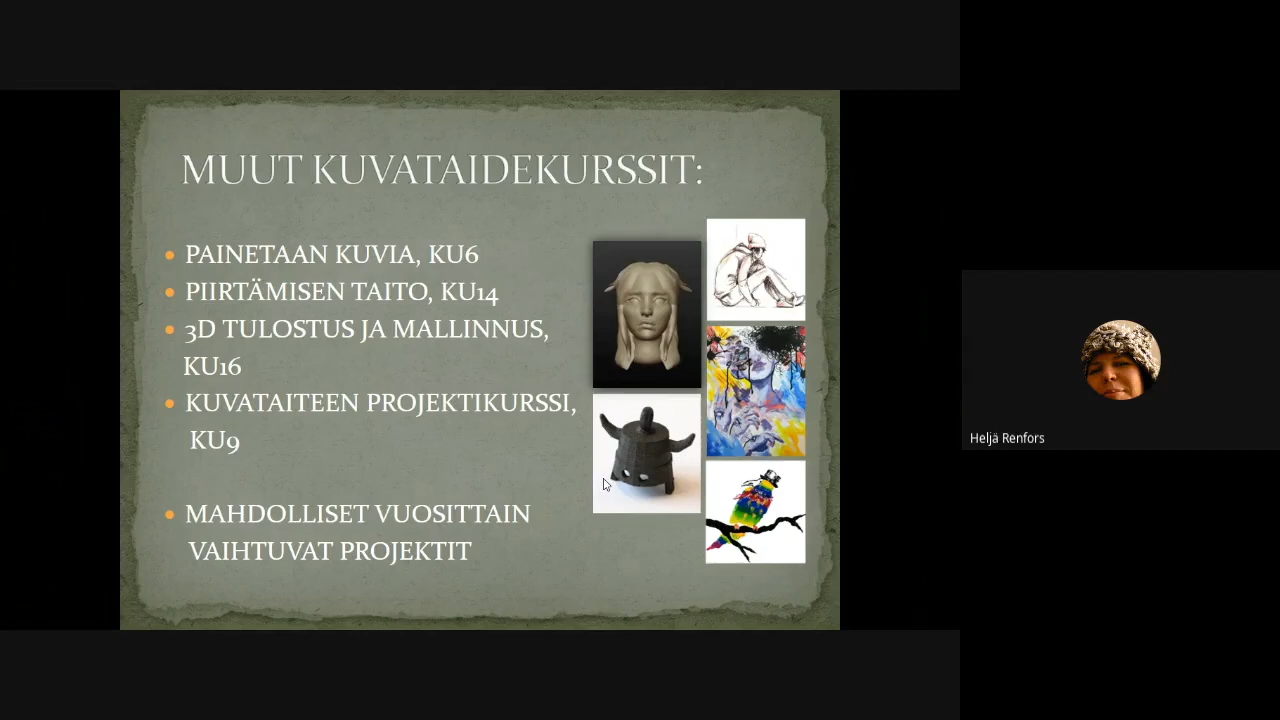 MUUT KUVATAIDEKURSSIT:
• PAINETAAN KUVIA, KU6
• PIIRTÄMISEN TAITO, KU14
• 3D TULOSTUS JA MALLINNUS,
KU16
• KUVATAITEEN PROJEKTIKURSSI,
KU9
• MAHDOLLISET VUOSITTAIN
VAIHTUVAT PROJEKTIT
Heljä Renfors